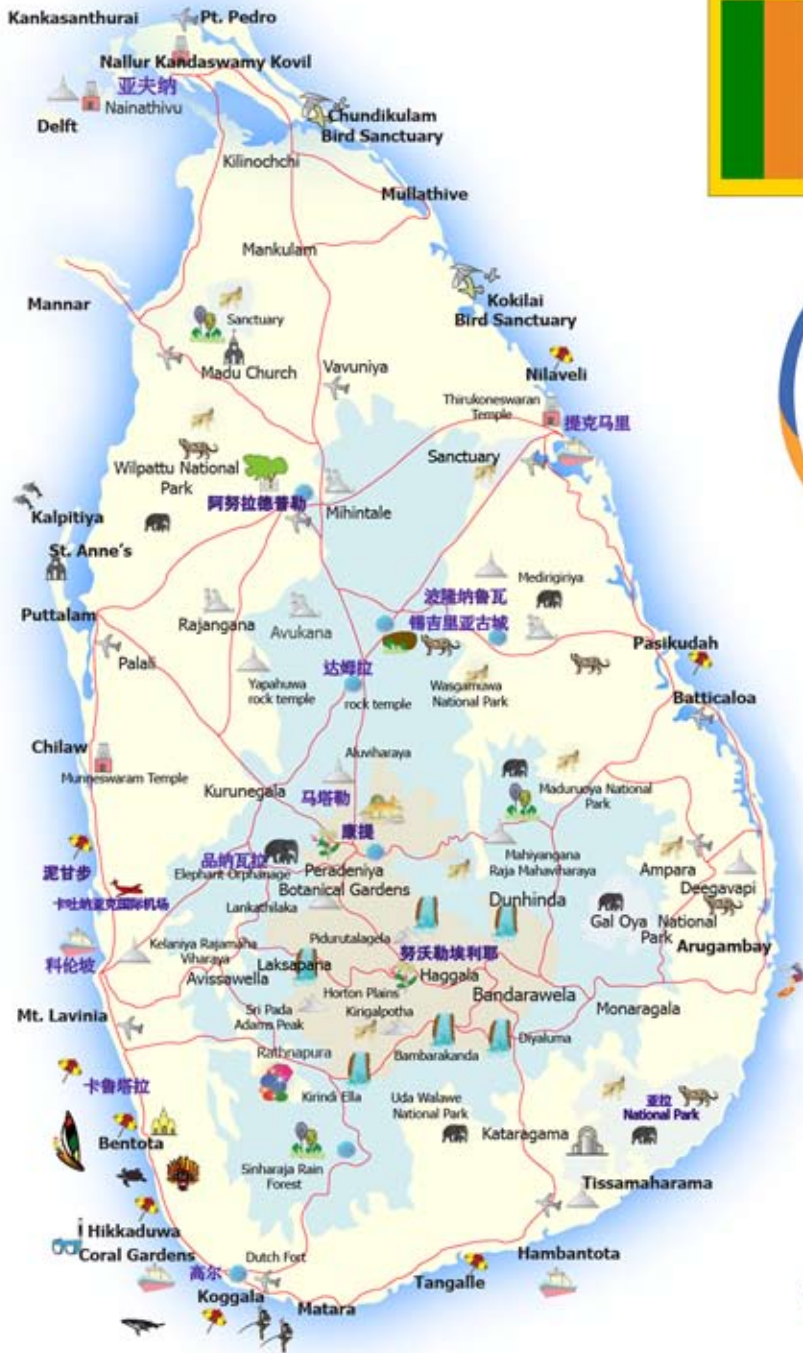 Kankasanthurai
Pt. Pedro
Nallur Kandaswamy Kovil
亚夫纳
Nainathivu
Delft
Chundikulam
Bird Sanctuary
Kilinochchi
Mullathive
Mankulam
Mannar
Kokilai
Bird Sanctuary
Sanctuary
Madu Church
Vavuniya
Nilaveli
Thirukoneswaran
Temple
提克马里
Sanctuary
Wilpattu National
Park
阿努拉德普勒
Mihintale
Kalpitiya
St. Anne's
波隆纳鲁瓦
Medirigiriya
Puttalam
Rajangana
Avukana
锡吉里亚古城
Pasikudah
Palali
达姆拉
Yapahuwa
rock temple
rock temple
Wasgamuwa
National Park
Batticaloa
Chilaw
Munneswaram Temple
Aluviharaya
Kurunegala
马塔勒
Maduruoya National
Park
康提
泥甘步
品纳瓦拉
Elephant Orphanage
Peradeniya
Botanical Gardens
Mahiyangana
Raja Mahaviharaya
Ampara
Deegavapi
卡吐纳亚克国际机场
Lankathilaka
Dunhinda
Gal Oya National
Park
Pidurutalagela
科伦坡
Kelaniya Rajamaha
Viharaya
Laksapana
努沃勒埃利耶
Haggala
Arugambay
Avissawella
Horton Plains
Kirigalpotha
Bandarawela
Monaragala
Mt. Lavinia
Sri Pada
Adams Peak
Rathnapura
Bambarakanda
Diyaluma
卡鲁塔拉
Kirindi Ella
Uda Walawe
National Park
亚拉
National Park
Bentota
Kataragama
Sinharaja Rain
Forest
Tissamaharama
Hikkaduwa
Coral Gardens
Dutch Fort
Hambantota
高尔
Koggala
Tangalle
Matara